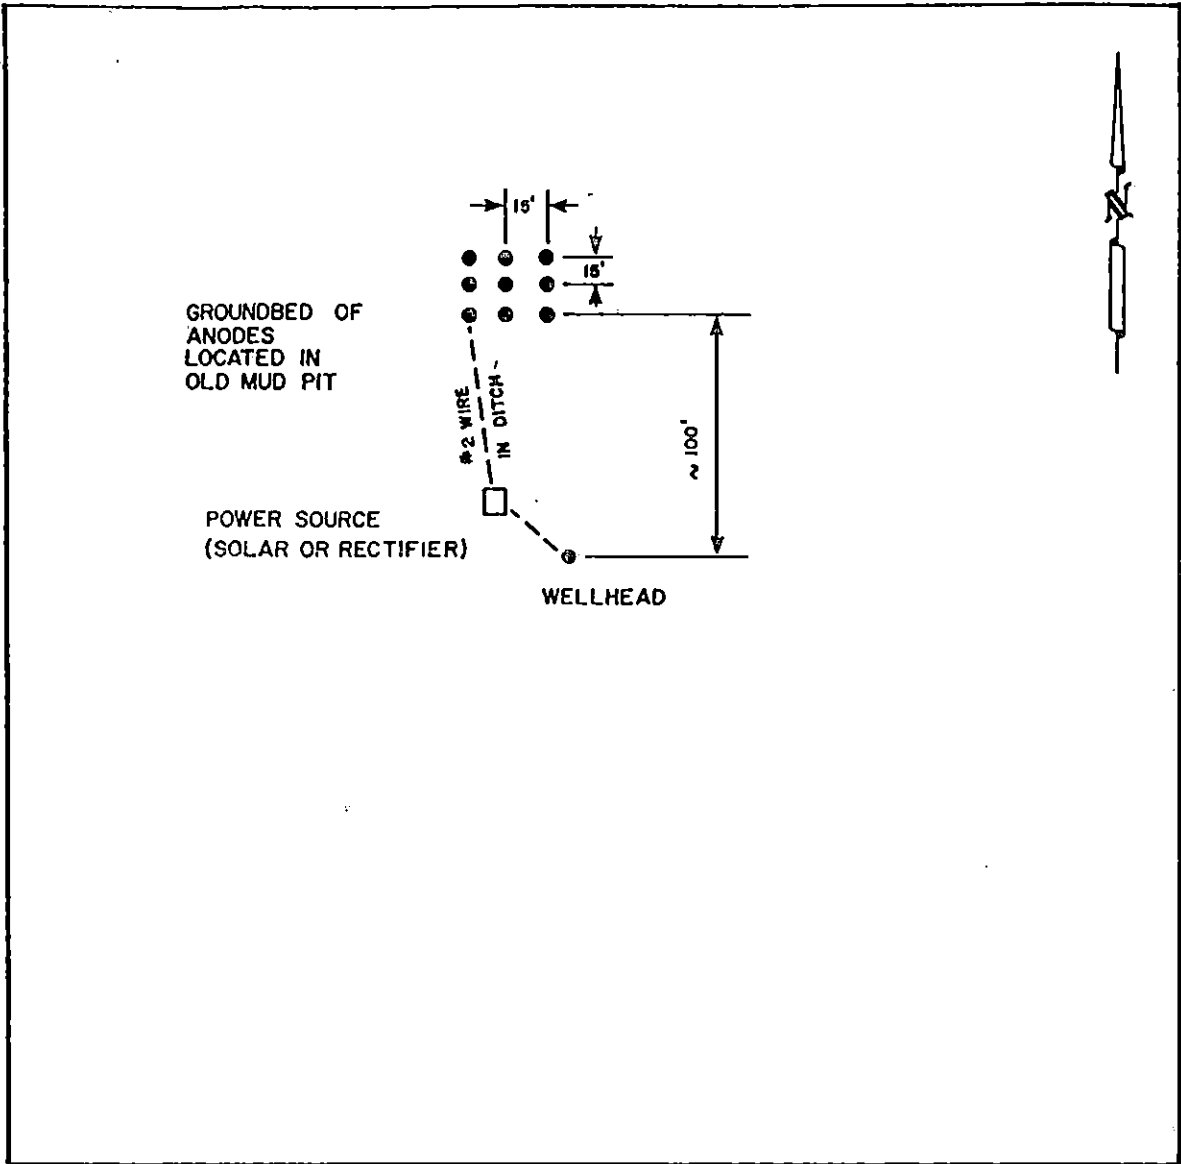 15'
15'
GROUNDBED OF
ANODES
LOCATED IN
OLD MUD PIT
#2 WIRE
IN DITCH
~ 100'
POWER SOURCE
(SOLAR OR RECTIFIER)
WELLHEAD
N